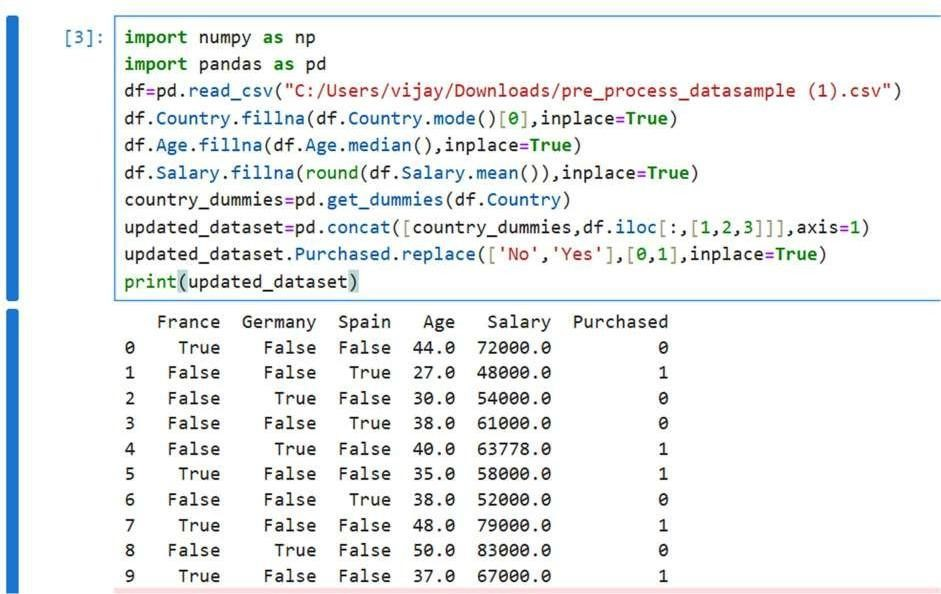 [3]: import numpy as np
import pandas as pd
df=pd.read_csv("C:/Users/vijay/Downloads/pre_process_datasample (1).csv")
df.Country.fillna(df.Country.mode()[0],inplace=True)
df.Age.fillna(df.Age.median(),inplace=True)
df.Salary.fillna(round(df.Salary.mean()),inplace=True)
country_dummies=pd.get_dummies(df.Country)
updated_dataset=pd.concat([country_dummies,df.iloc[:,[1,2,3]]],axis=1)
updated_dataset.Purchased.replace(['No','Yes'],[0,1],inplace=True)
print(updated_dataset)
France Germany Spain Age Salary Purchased
0 True False False 44.0 72000.0 0
1 False False True 27.0 48000.0 1
2 False True False 30.0 54000.0 0
3 False False True 38.0 61000.0 0
4 False True False 40.0 63778.0 1
5 True False False 35.0 58000.0 1
6 False False True 38.0 52000.0 0
7 True False False 48.0 79000.0 1
8 False True False 50.0 83000.0 0
9 True False False 37.0 67000.0 1